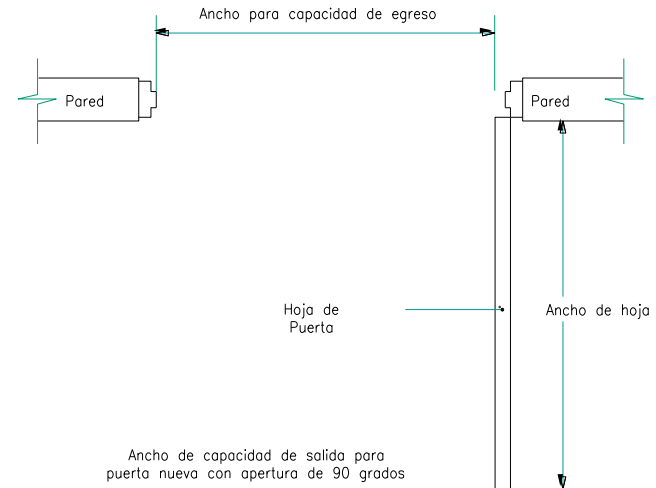 Ancho para capacidad de egreso
Pared
Pared
Hoja de
Puerta
Ancho de hoja
Ancho de capacidad de salida para
puerta nueva con apertura de 90 grados